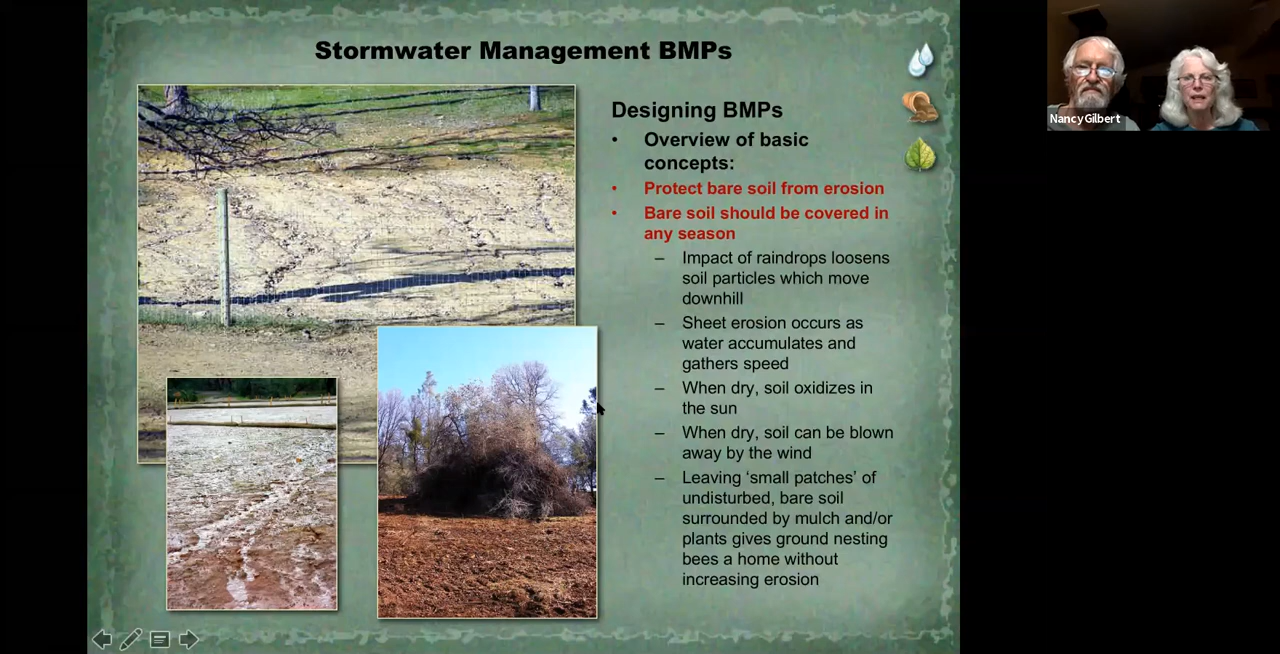 Stormwater Management BMPs
NancyGilbert
Designing BMPs
• Overview of basic
concepts:
• Protect bare soil from erosion
• Bare soil should be covered in
any season
– Impact of raindrops loosens
soil particles which move
downhill
– Sheet erosion occurs as
water accumulates and
gathers speed
– When dry, soil oxidizes in
the sun
– When dry, soil can be blown
away by the wind
– Leaving ‘small patches’ of
undisturbed, bare soil
surrounded by mulch and/or
plants gives ground nesting
bees a home without
increasing erosion